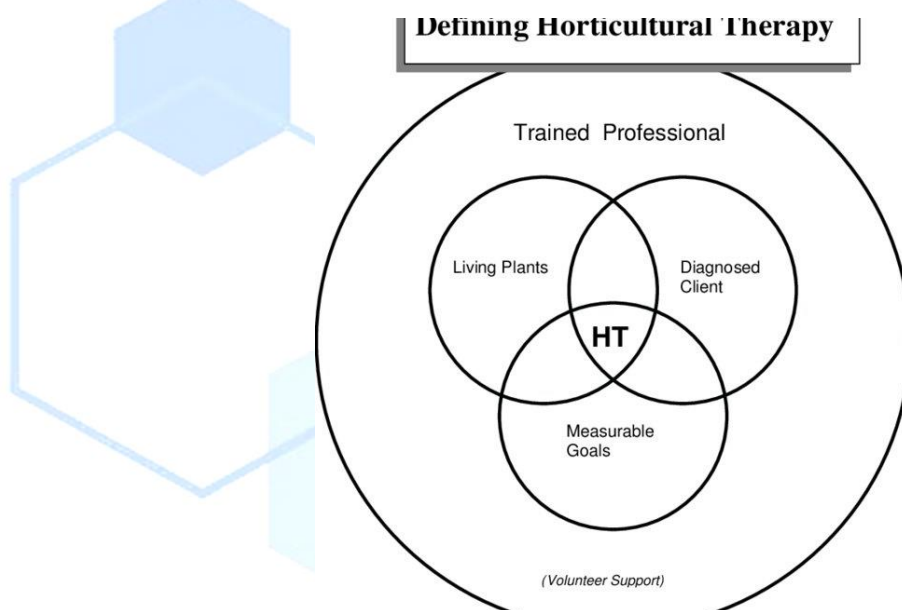 Defining Horticultural Therapy
Trained Professional
Living Plants
Diagnosed
Client
HT
Measurable
Goals
(Volunteer Support)